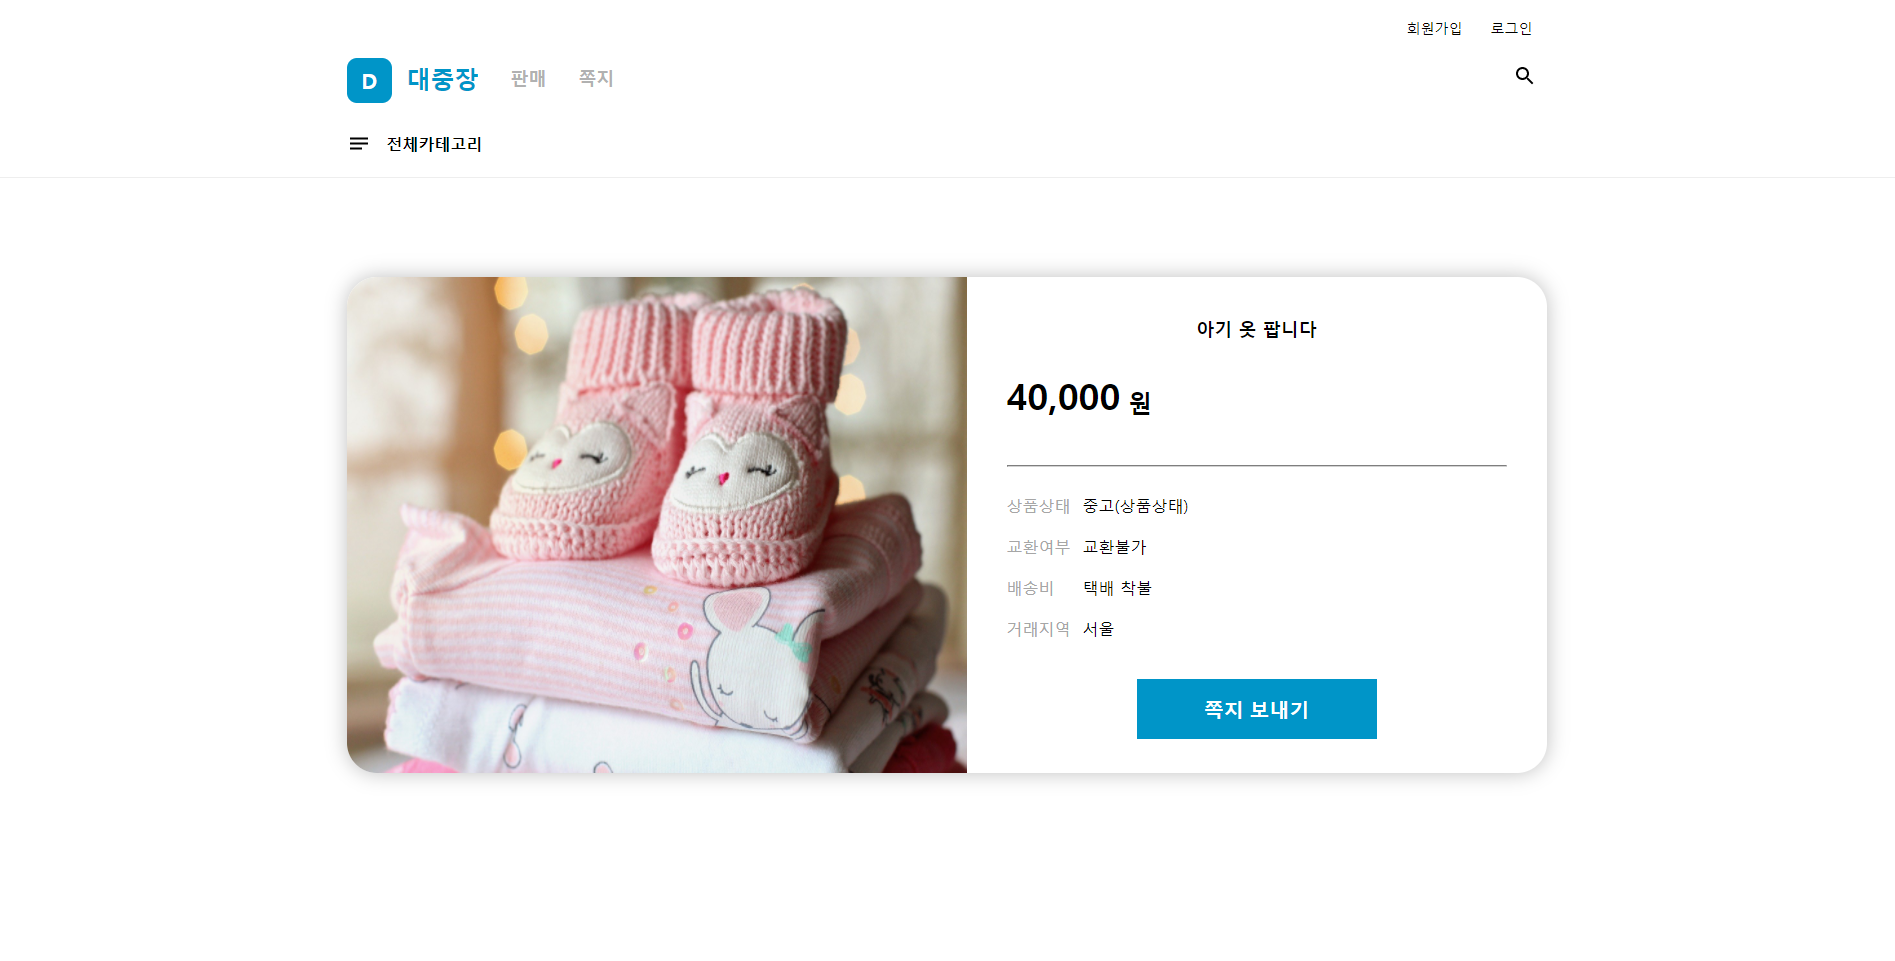 회원가입 로그인
D 대중장 판매 쪽지
전체카테고리
아기 옷 팝니다
40,000 원
상품상태 중고(상품상태)
교환여부 교환불가
배송비 택배 착불
거래지역 서울
쪽지 보내기